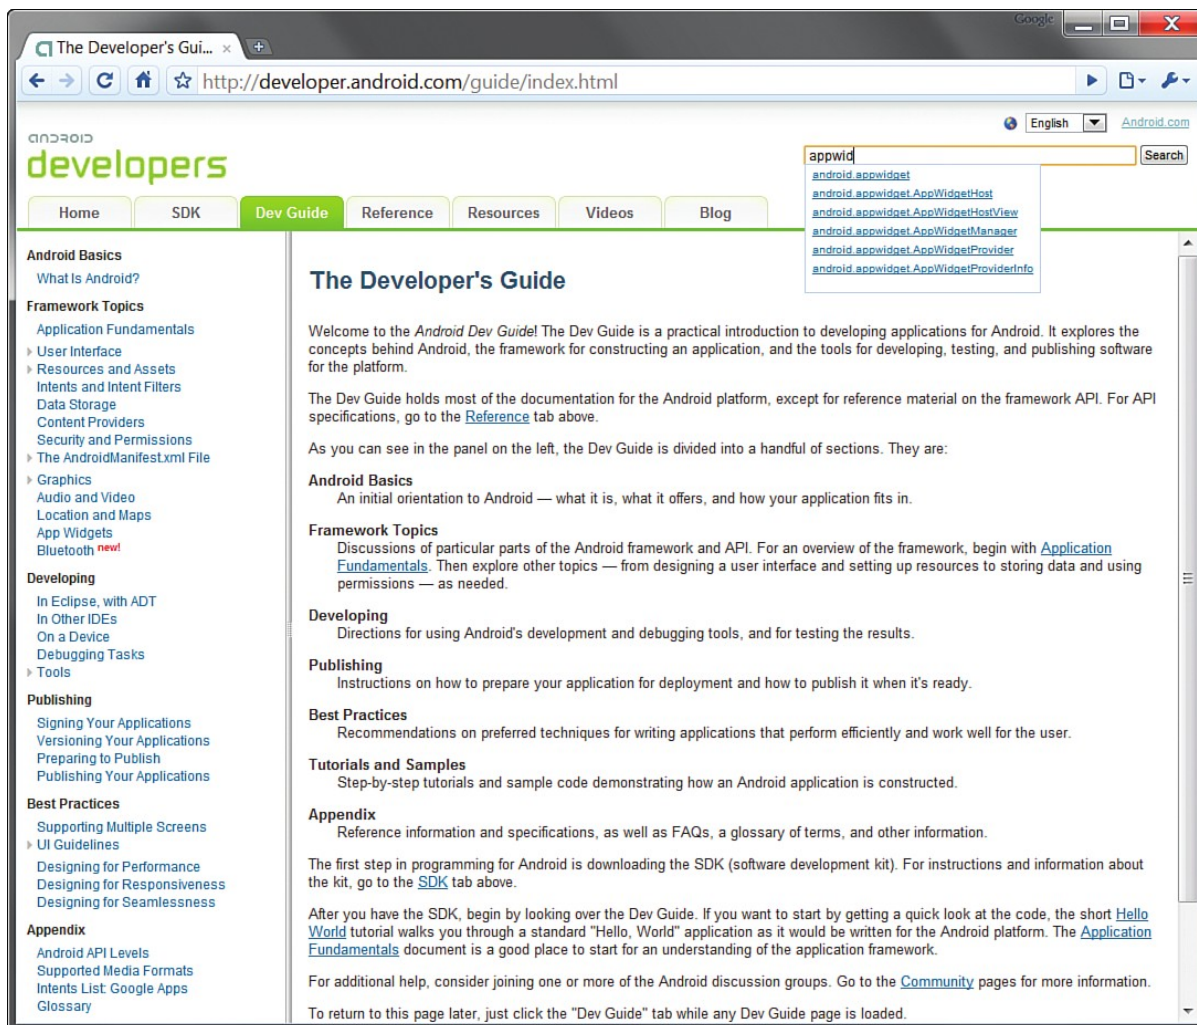 Google
The Developer's Gui...
http://developer.android.com/guide/index.html
English
Android.com
android
developers
appwid
Search
android.appwidget
android.appwidget.AppWidgetHost
android.appwidget.AppWidgetHostView
android.appwidget.AppWidgetManager
android.appwidget.AppWidgetProvider
android.appwidget.AppWidgetProviderInfo
Home
SDK
Dev Guide
Reference
Resources
Videos
Blog
Android Basics
What Is Android?
Framework Topics
Application Fundamentals
User Interface
Resources and Assets
Intents and Intent Filters
Data Storage
Content Providers
Security and Permissions
The AndroidManifest.xml File
Graphics
Audio and Video
Location and Maps
App Widgets
Bluetooth new!
Developing
In Eclipse, with ADT
In Other IDEs
On a Device
Debugging Tasks
Tools
Publishing
Signing Your Applications
Versioning Your Applications
Preparing to Publish
Publishing Your Applications
Best Practices
Supporting Multiple Screens
UI Guidelines
Designing for Performance
Designing for Responsiveness
Designing for Seamlessness
Appendix
Android API Levels
Supported Media Formats
Intents List: Google Apps
Glossary
The Developer's Guide
Welcome to the Android Dev Guide! The Dev Guide is a practical introduction to developing applications for Android. It explores the
concepts behind Android, the framework for constructing an application, and the tools for developing, testing, and publishing software
for the platform.
The Dev Guide holds most of the documentation for the Android platform, except for reference material on the framework API. For API
specifications, go to the Reference tab above.
As you can see in the panel on the left, the Dev Guide is divided into a handful of sections. They are:
Android Basics
An initial orientation to Android — what it is, what it offers, and how your application fits in.
Framework Topics
Discussions of particular parts of the Android framework and API. For an overview of the framework, begin with Application
Fundamentals. Then explore other topics — from designing a user interface and setting up resources to storing data and using
permissions — as needed.
Developing
Directions for using Android's development and debugging tools, and for testing the results.
Publishing
Instructions on how to prepare your application for deployment and how to publish it when it's ready.
Best Practices
Recommendations on preferred techniques for writing applications that perform efficiently and work well for the user.
Tutorials and Samples
Step-by-step tutorials and sample code demonstrating how an Android application is constructed.
Appendix
Reference information and specifications, as well as FAQs, a glossary of terms, and other information.
The first step in programming for Android is downloading the SDK (software development kit). For instructions and information about
the kit, go to the SDK tab above.
After you have the SDK, begin by looking over the Dev Guide. If you want to start by getting a quick look at the code, the short Hello
World tutorial walks you through a standard "Hello, World" application as it would be written for the Android platform. The Application
Fundamentals document is a good place to start for an understanding of the application framework.
For additional help, consider joining one or more of the Android discussion groups. Go to the Community pages for more information.
To return to this page later, just click the "Dev Guide" tab while any Dev Guide page is loaded.